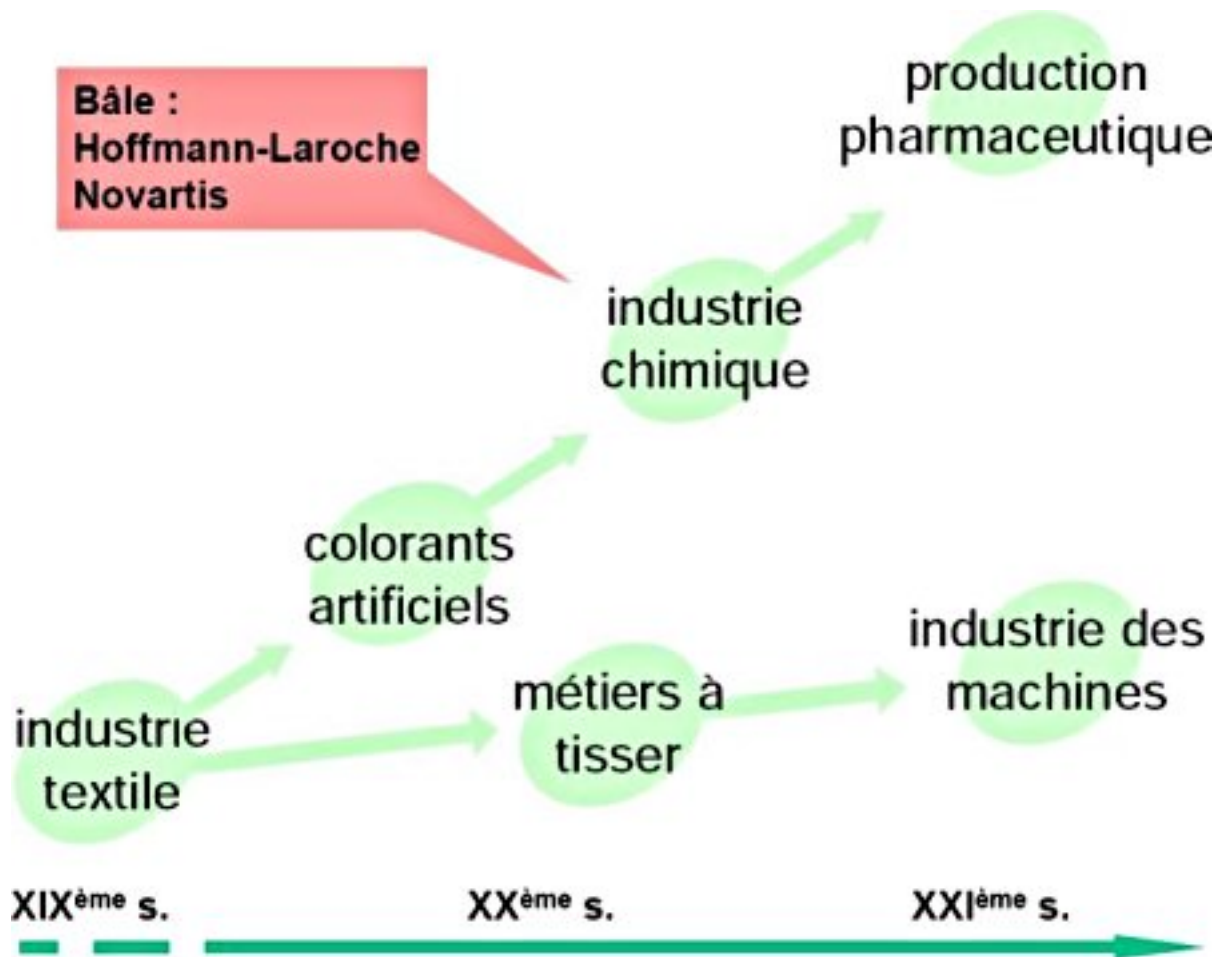 Bâle :
Hoffmann-Laroche
Novartis
production
pharmaceutique
industrie
chimique
colorants
artificiels
industrie des
machines
métiers à
tisser
industrie
textile
XIXème s.
XXème s.
XXIème s.